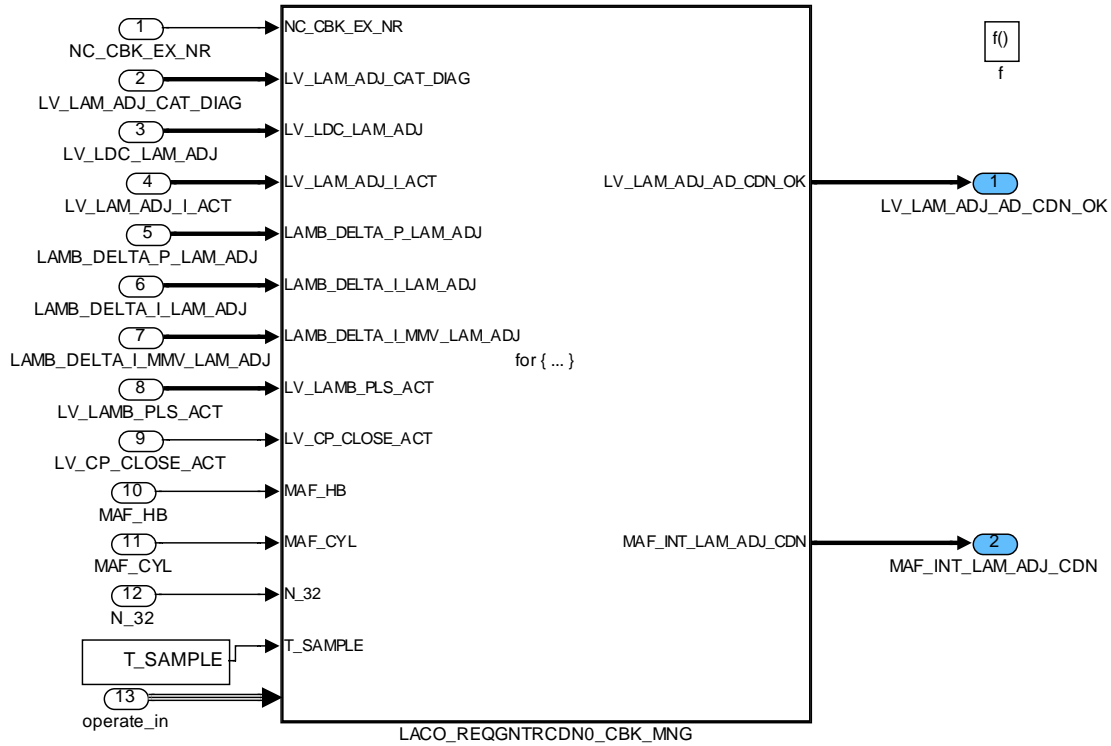 1
NC_CBK_EX_NR
NC_CBK_EX_NR
f()
f
2
LV_LAM_ADJ_CAT_DIAG
LV_LAM_ADJ_CAT_DIAG
3
LV_LDC_LAM_ADJ
LV_LDC_LAM_ADJ
4
LV_LAM_ADJ_I_ACT
LV_LAM_ADJ_I_ACT
LV_LAM_ADJ_AD_CDN_OK
1
LV_LAM_ADJ_AD_CDN_OK
5
LAMB_DELTA_P_LAM_ADJ
LAMB_DELTA_P_LAM_ADJ
6
LAMB_DELTA_I_LAM_ADJ
LAMB_DELTA_I_LAM_ADJ
7
LAMB_DELTA_I_MMV_LAM_ADJ
LAMB_DELTA_I_MMV_LAM_ADJ
for { ... }
8
LV_LAMB_PLS_ACT
LV_LAMB_PLS_ACT
9
LV_CP_CLOSE_ACT
LV_CP_CLOSE_ACT
10
MAF_HB
MAF_HB
11
MAF_CYL
MAF_CYL
MAF_INT_LAM_ADJ_CDN
2
MAF_INT_LAM_ADJ_CDN
12
N_32
N_32
T_SAMPLE
T_SAMPLE
13
operate_in
LACO_REQGNTRCDN0_CBK_MNG